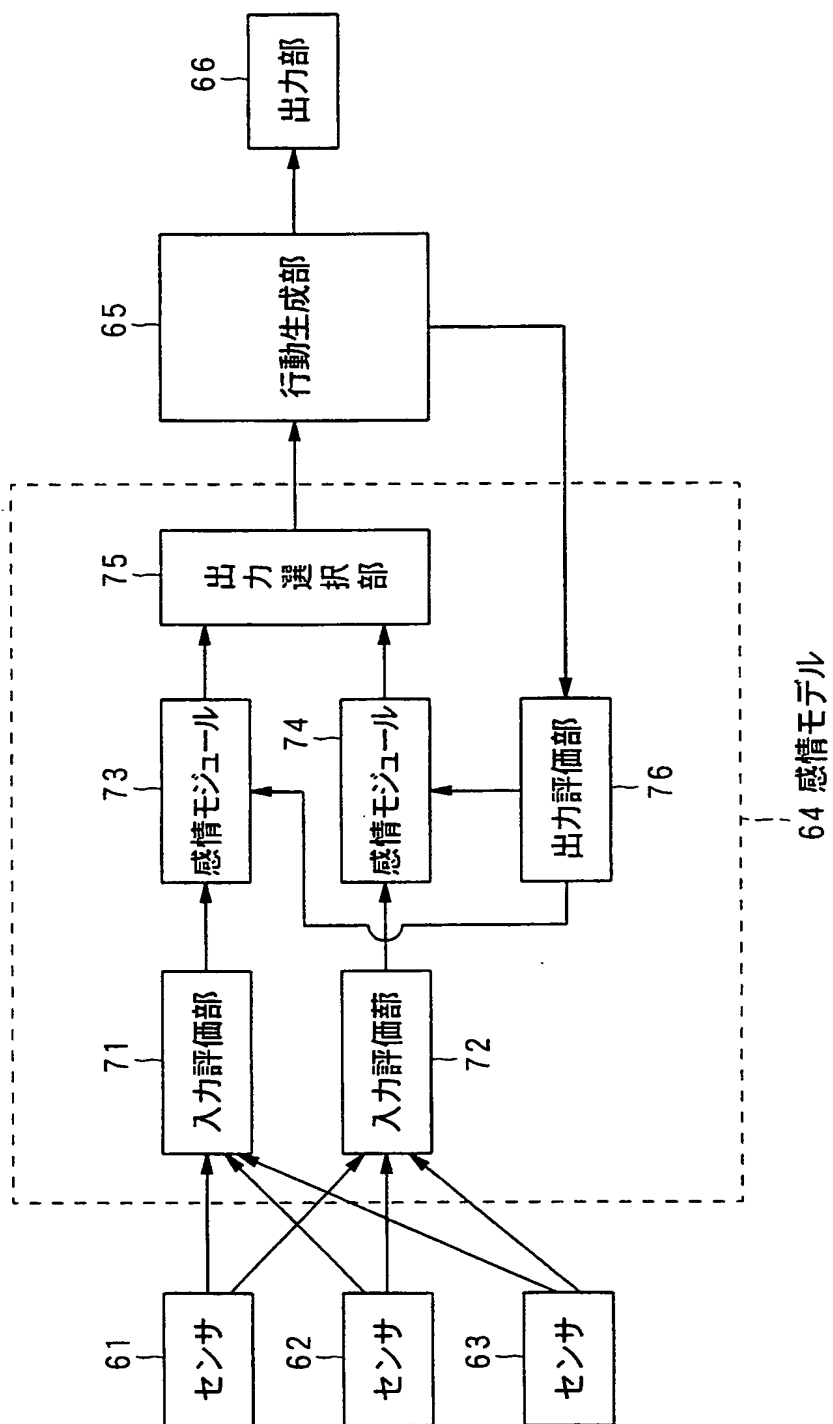 61
センサ
62
センサ
63
センサ
71
入力評価部
72
入力評価部
73
感情モジュール
74
感情モジュール
75
出力選択部
76
出力評価部
65
行動生成部
66
出力部
64 感情モデル